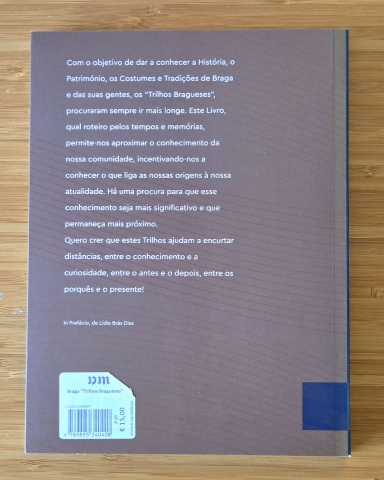 Com o objetivo de dar a conhecer a História, o
Património, os Costumes e Tradições de Braga
e das suas gentes, os "Trilhos Bragueses",
procuraram sempre ir mais longe. Este Livro,
qual roteiro pelos tempos e memórias,
permite-nos aproximar o conhecimento da
nossa comunidade, incentivando-nos a
conhecer o que liga as nossas origens à nossa
atualidade. Há uma procura para que esse
conhecimento seja mais significativo e que
permaneça mais próximo.
Quero crer que estes Trilhos ajudam a encurtar
distâncias, entre o conhecimento e a
curiosidade, entre o antes e o depois, entre os
porquês e o presente!
In Prefácio, de Lídia Brás Dias
Braga "Trilhos Bragueses"
PVP
€ 15,00